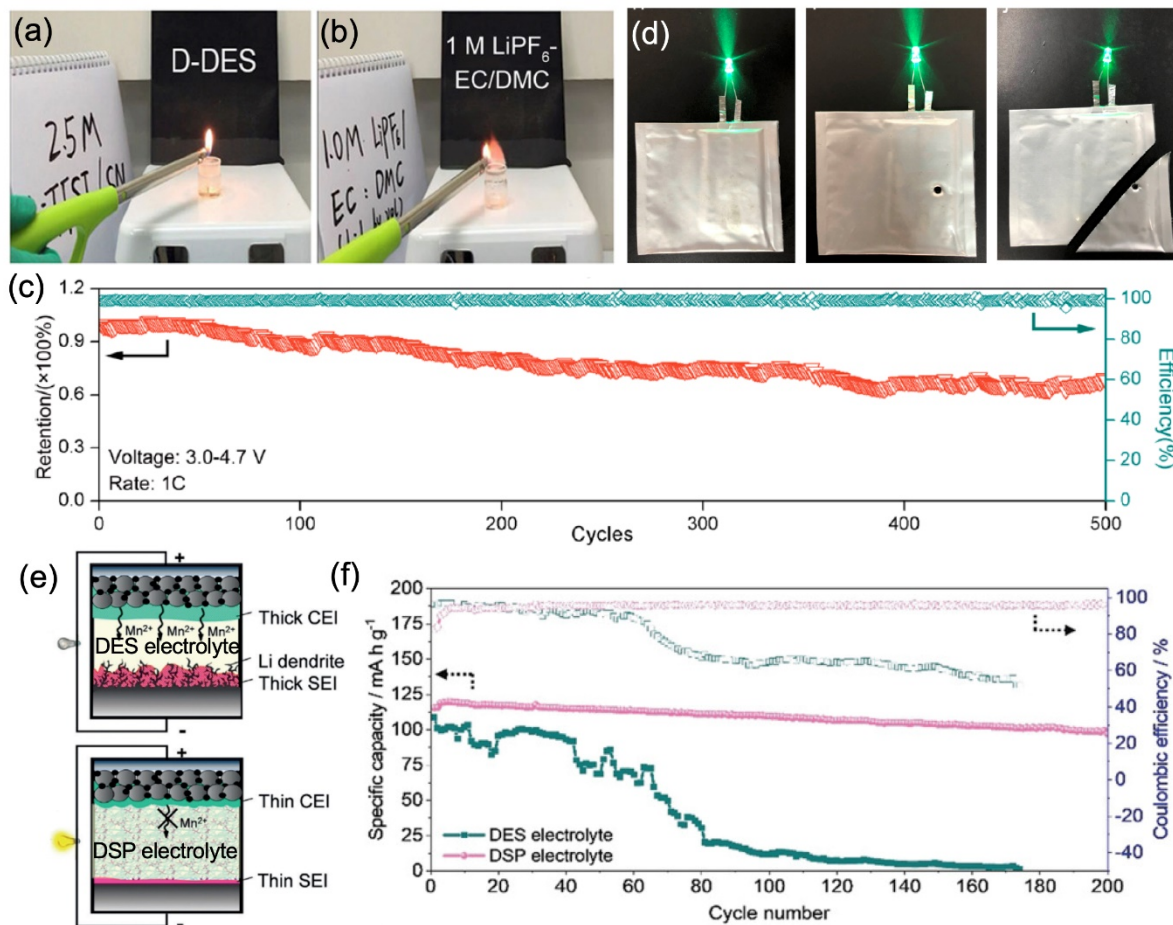 (a)
D-DES
2.5 M
TFSI/SN
(b)
1 M LiPF6-
EC/DMC
1.0 M LiPF6/
EC : DMC
(d)
(c)
1.2
0.9
0.6
0.3
0.0
Retention/(×100%)
Voltage: 3.0-4.7 V
Rate: 1C
0
100
200
300
400
500
Cycles
100
80
60
40
20
0
Efficiency(%)
(e)
+
Thick CEI
Mn2+
Mn2+
Mn2+
DES electrolyte
Li dendrite
Thick SEI
-
+
Thin CEI
Mn2+
DSP electrolyte
Thin SEI
-
(f)
200
175
150
125
100
75
50
25
0
Specific capacity / mA h g-1
DES electrolyte
DSP electrolyte
0
20
40
60
80
100
120
140
160
180
200
Cycle number
100
80
60
40
20
0
-20
-40
Coulombic efficiency / %